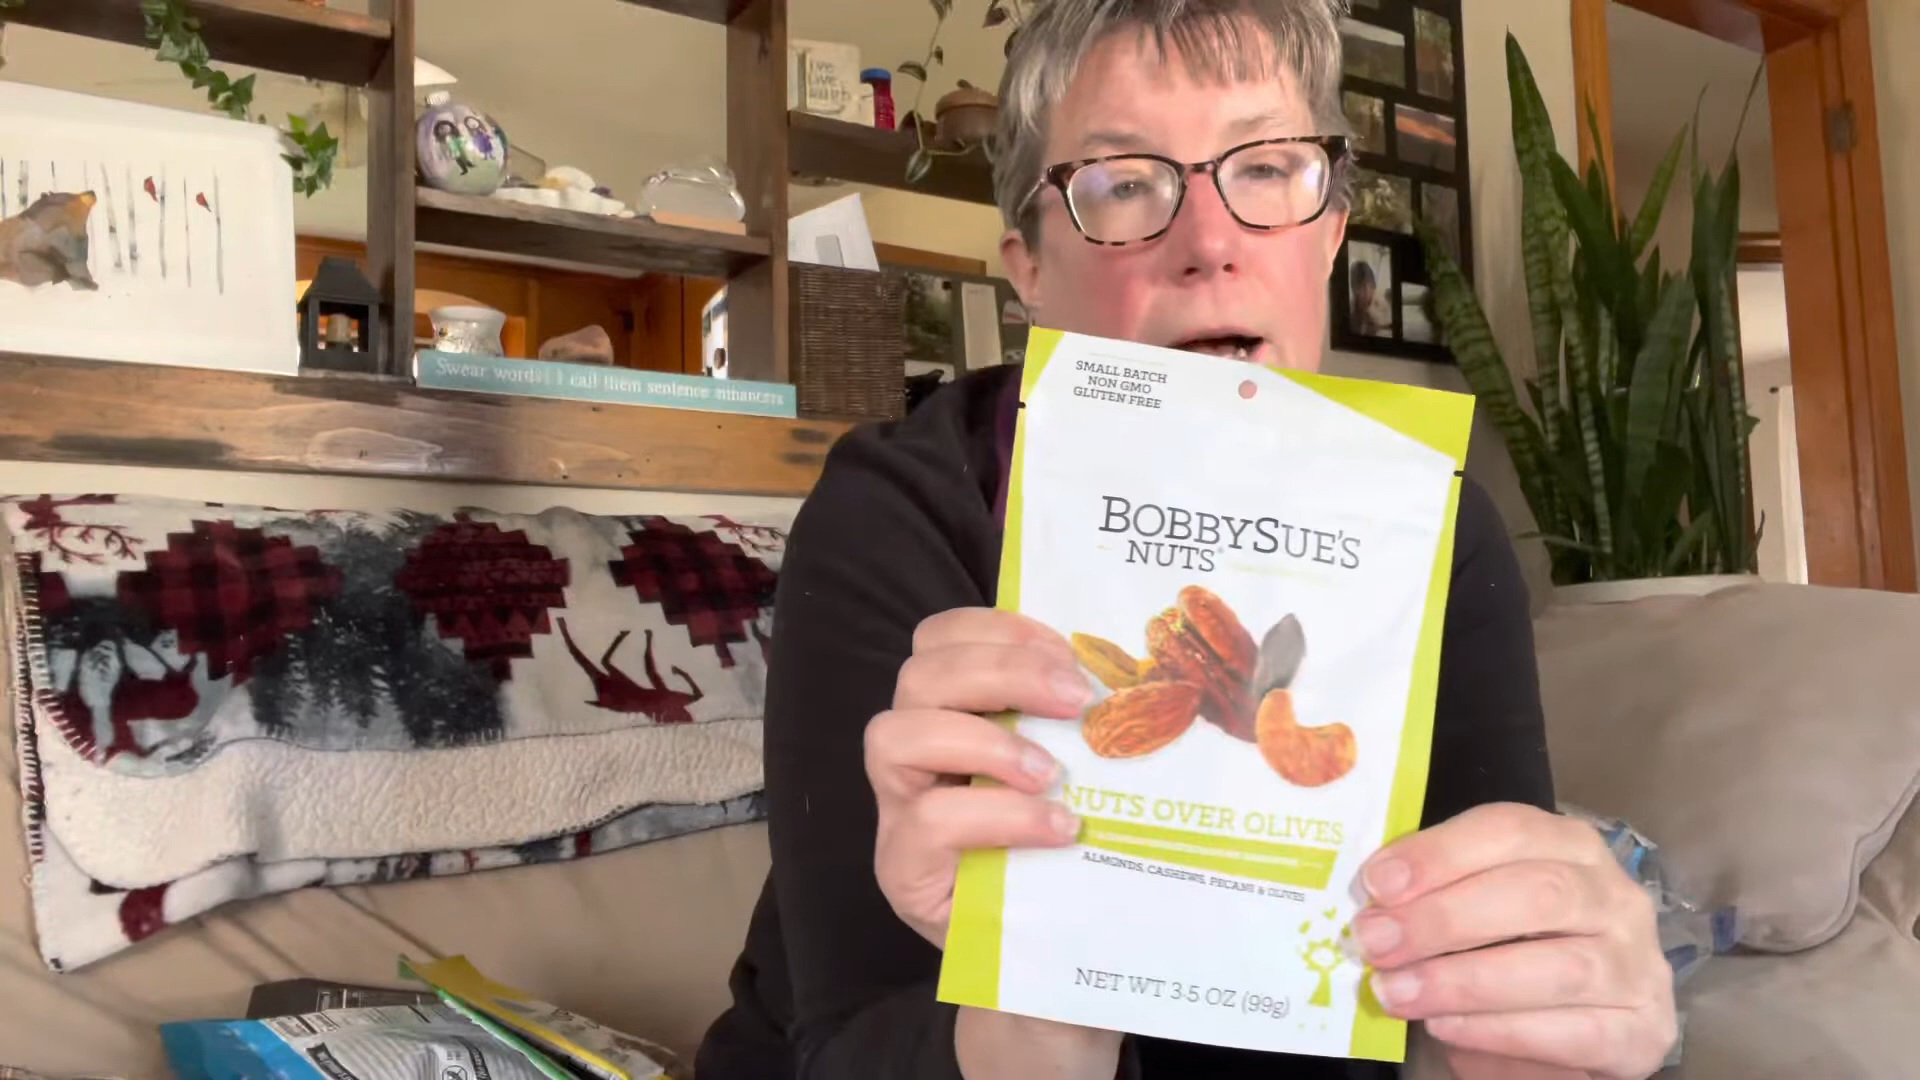 Live
Swear words I call them sentence enhancers
SMALL BATCH
NON GMO
GLUTEN FREE
BOBBYSUE'S
NUTS
NUTS OVER OLIVES
ALMONDS, CASHEWS, PECANS & OLIVES
NET WT 3.5 OZ (99g)